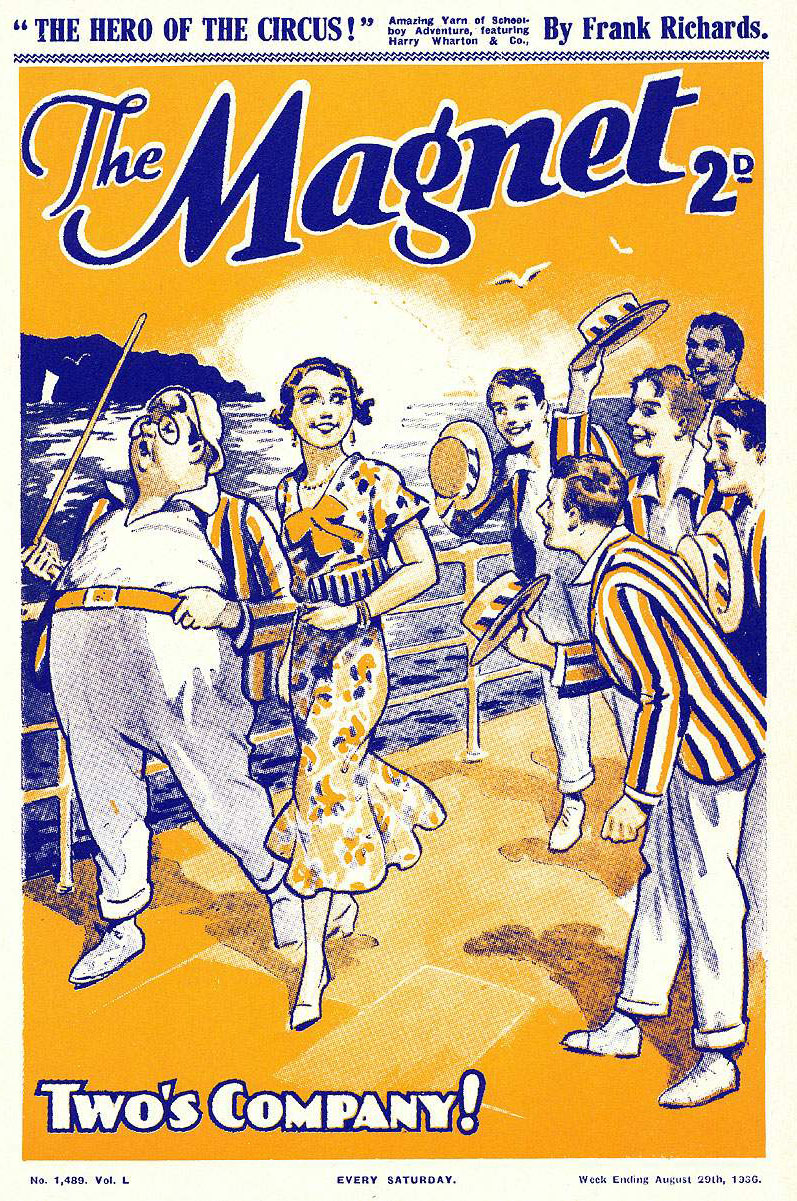 “THE HERO OF THE CIRCUS!” Amazing Yarn of School-
boy Adventure, featuring
Harry Wharton & Co., By Frank Richards.
The Magnet 2D
TWO'S COMPANY!
No. 1,489. Vol. L EVERY SATURDAY. Week Ending August 29th, 1936.